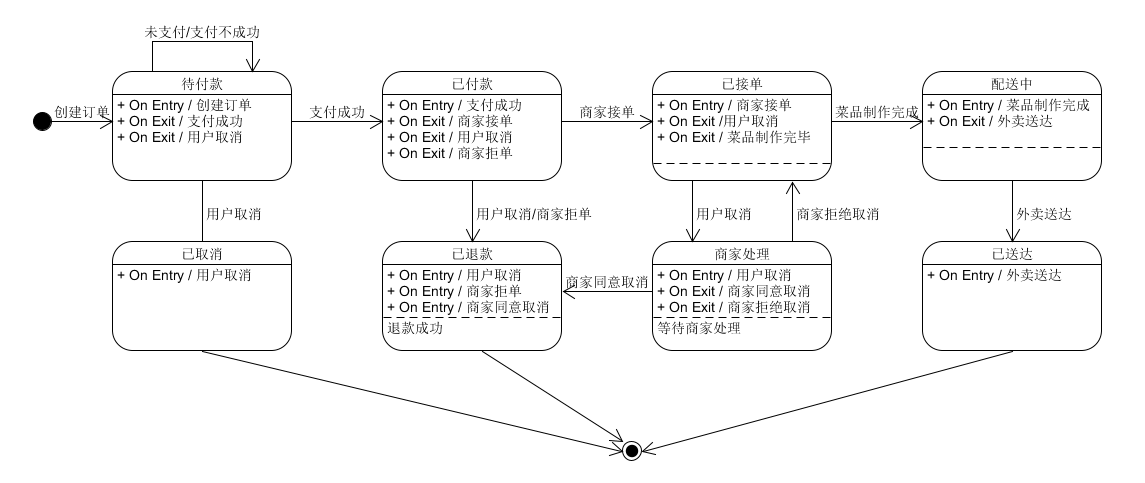 未支付/支付不成功
创建订单
待付款
+ On Entry / 创建订单
+ On Exit / 支付成功
+ On Exit / 用户取消
支付成功
已付款
+ On Entry / 支付成功
+ On Exit / 商家接单
+ On Exit / 用户取消
+ On Exit / 商家拒单
商家接单
已接单
+ On Entry / 商家接单
+ On Exit /用户取消
+ On Exit / 菜品制作完毕
菜品制作完成
配送中
+ On Entry / 菜品制作完成
+ On Exit / 外卖送达
用户取消
用户取消/商家拒单
用户取消
商家拒绝取消
外卖送达
已取消
+ On Entry / 用户取消
已退款
+ On Entry / 用户取消
+ On Entry / 商家拒单
+ On Entry / 商家同意取消
退款成功
商家同意取消
商家处理
+ On Entry / 用户取消
+ On Exit / 商家同意取消
+ On Exit / 商家拒绝取消
等待商家处理
已送达
+ On Entry / 外卖送达